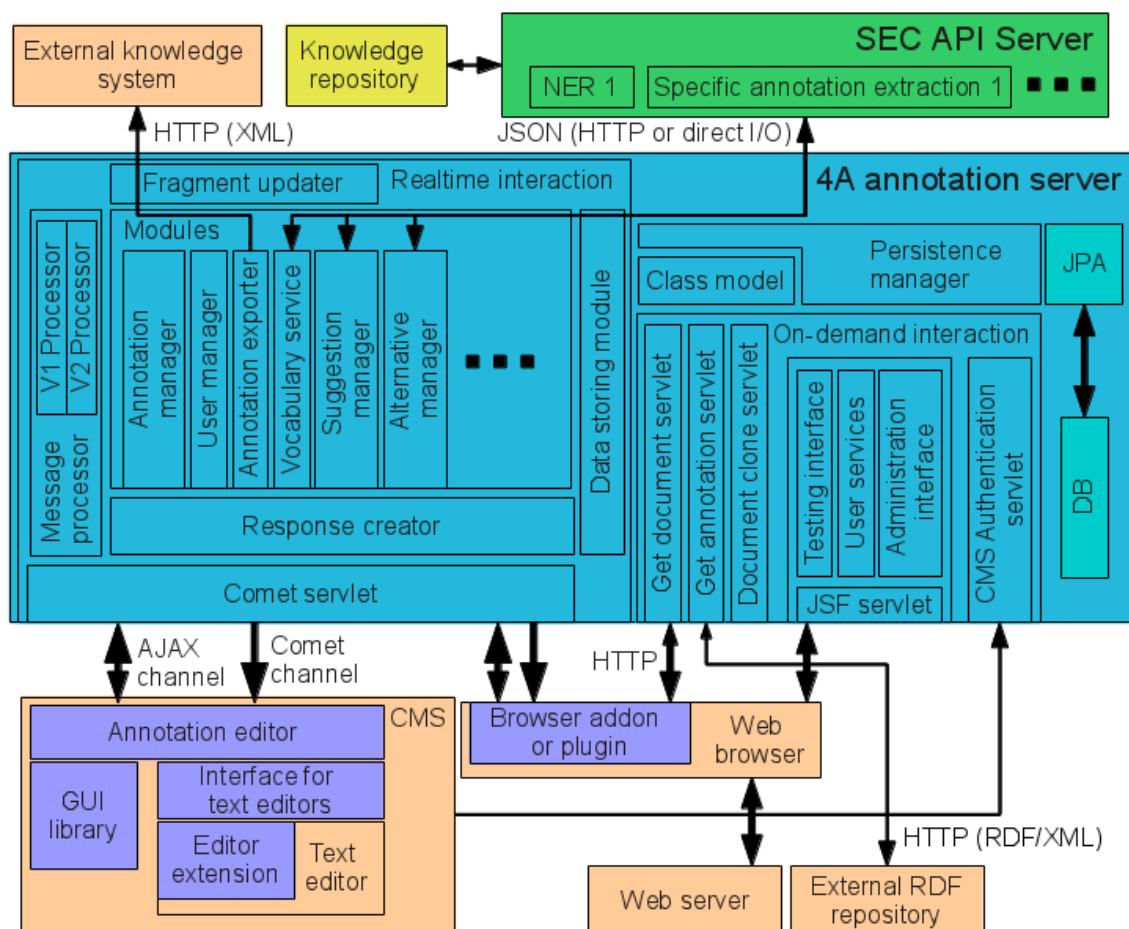 External knowledge
system
Knowledge
repository
SEC API Server
NER 1
Specific annotation extraction 1
HTTP (XML)
JSON (HTTP or direct I/O)
4A annotation server
Fragment updater
Realtime interaction
Modules
V1 Processor
V2 Processor
Message
processor
Annotation
manager
User manager
Annotation exporter
Vocabulary service
Suggestion
manager
Alternative
manager
Data storing module
Response creator
Comet servlet
Persistence
manager
Class model
JPA
DB
On-demand interaction
Get document servlet
Get annotation servlet
Document clone servlet
Testing interface
User services
Administration
interface
JSF servlet
CMS Authentication
servlet
AJAX
channel
Comet
channel
HTTP
CMS
Annotation editor
GUI
library
Interface for
text editors
Editor
extension
Text
editor
Browser addon
or plugin
Web
browser
HTTP (RDF/XML)
Web server
External RDF
repository